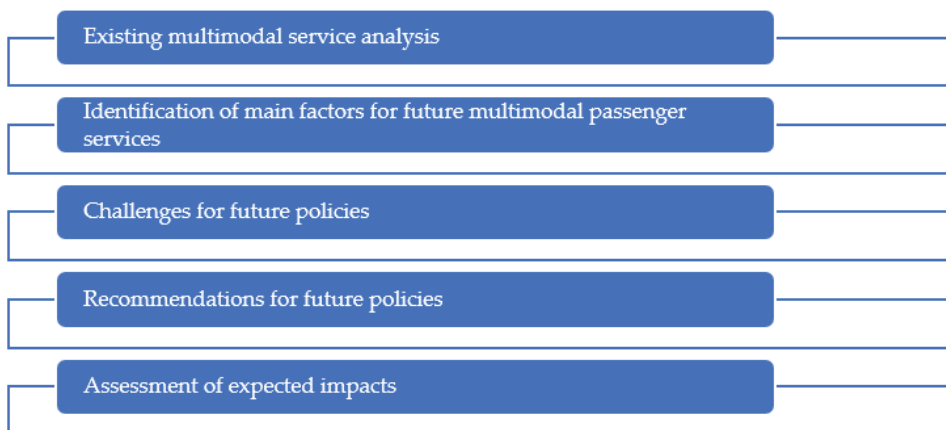 Existing multimodal service analysis
Identification of main factors for future multimodal passenger
services
Challenges for future policies
Recommendations for future policies
Assessment of expected impacts